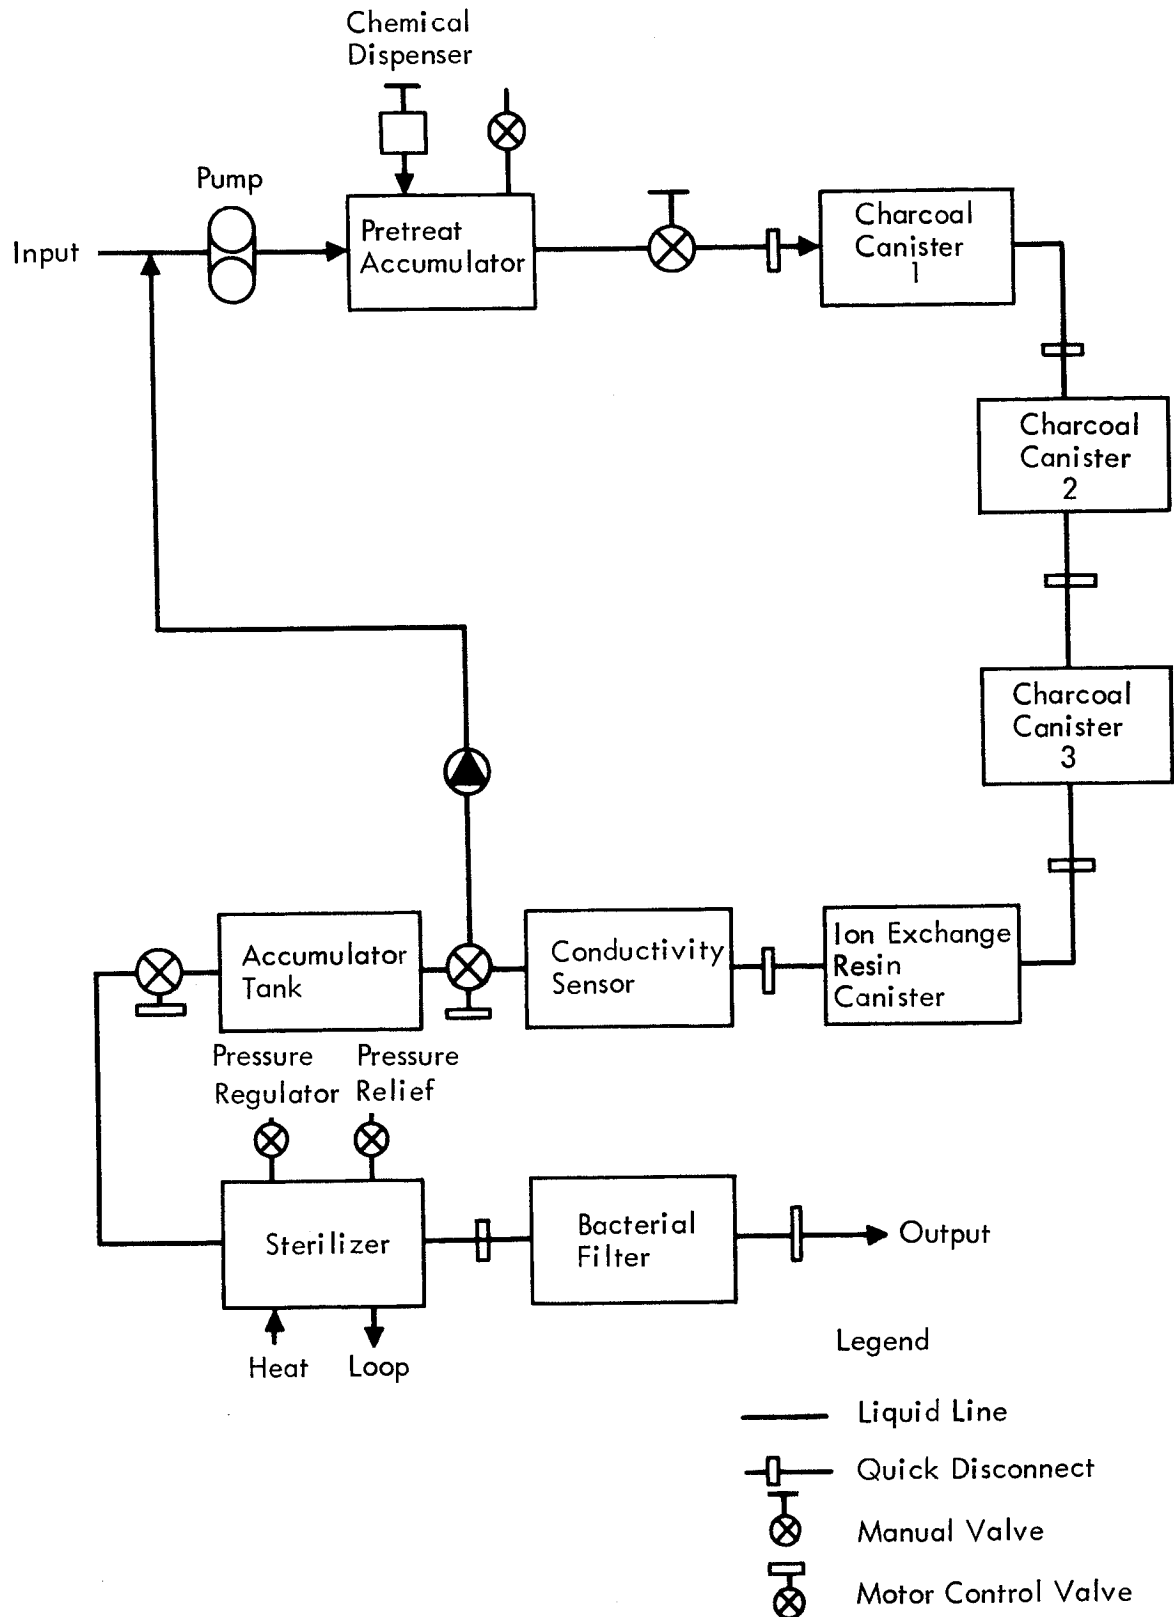 Chemical
Dispenser
Pump
Input
Pretreat
Accumulator
Charcoal
Canister
1
Charcoal
Canister
2
Charcoal
Canister
3
Ion Exchange
Resin
Canister
Conductivity
Sensor
Accumulator
Tank
Pressure
Regulator
Pressure
Relief
Sterilizer
Heat
Loop
Bacterial
Filter
Output
Legend
Liquid Line
Quick Disconnect
Manual Valve
Motor Control Valve